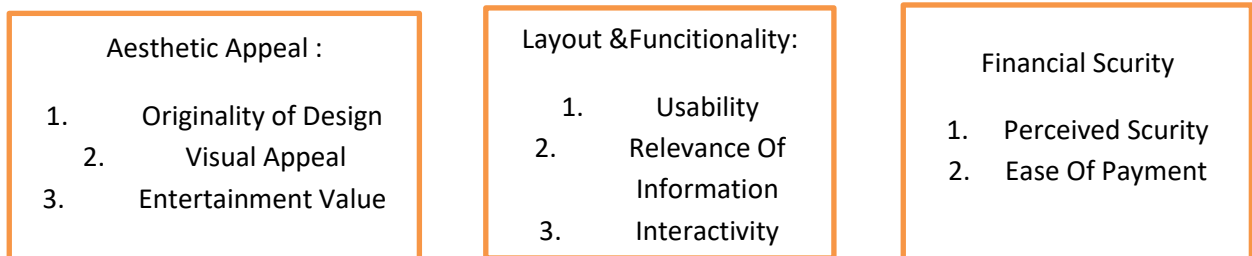 Aesthetic Appeal :
1. Originality of Design
2. Visual Appeal
3. Entertainment Value
Layout &Funcitionality:
1. Usability
2. Relevance Of
Information
3. Interactivity
Financial Scurity
1. Perceived Scurity
2. Ease Of Payment